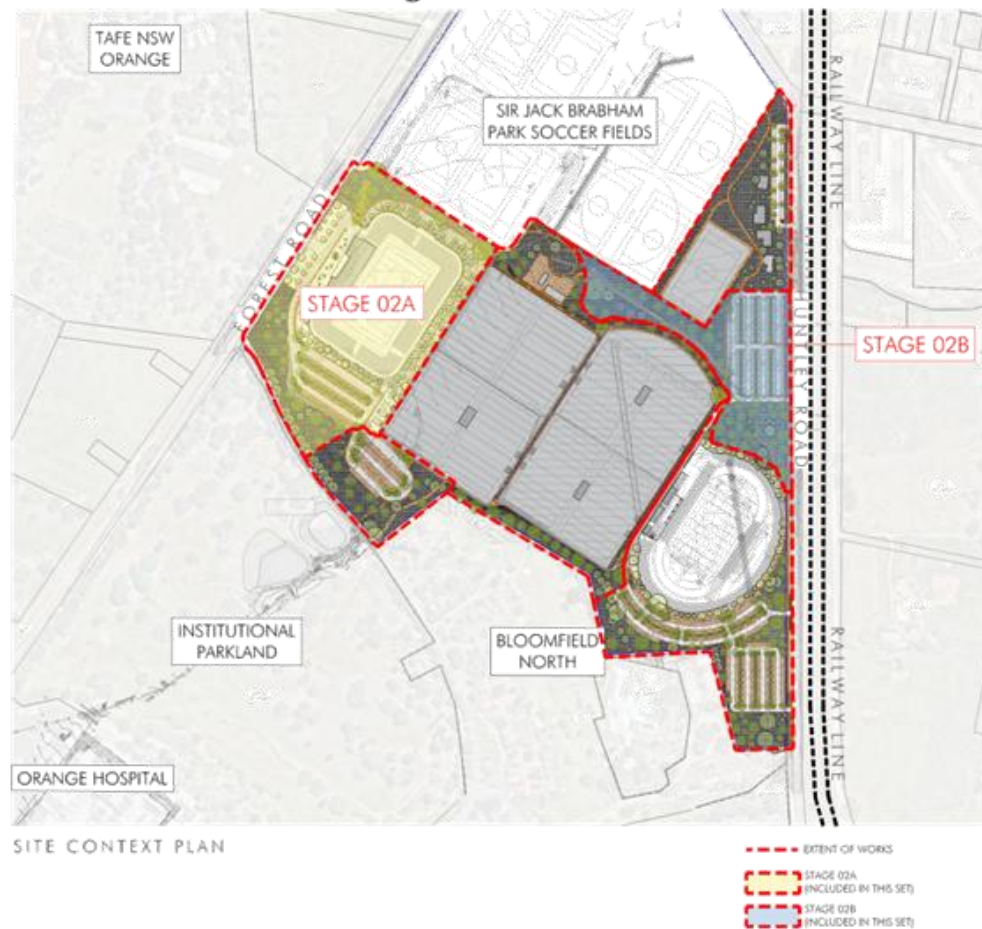 TAFE NSW
ORANGE
SIR JACK BRABHAM
PARK SOCCER FIELDS
RAILWAY LINE
FOREST ROAD
STAGE 02A
HUNTLEY ROAD
STAGE 02B
INSTITUTIONAL
PARKLAND
BLOOMFIELD
NORTH
RAILWAY LINE
ORANGE HOSPITAL
SITE CONTEXT PLAN
EXTENT OF WORKS
STAGE 02A
(INCLUDED IN THIS SET)
STAGE 02B
(INCLUDED IN THIS SET)